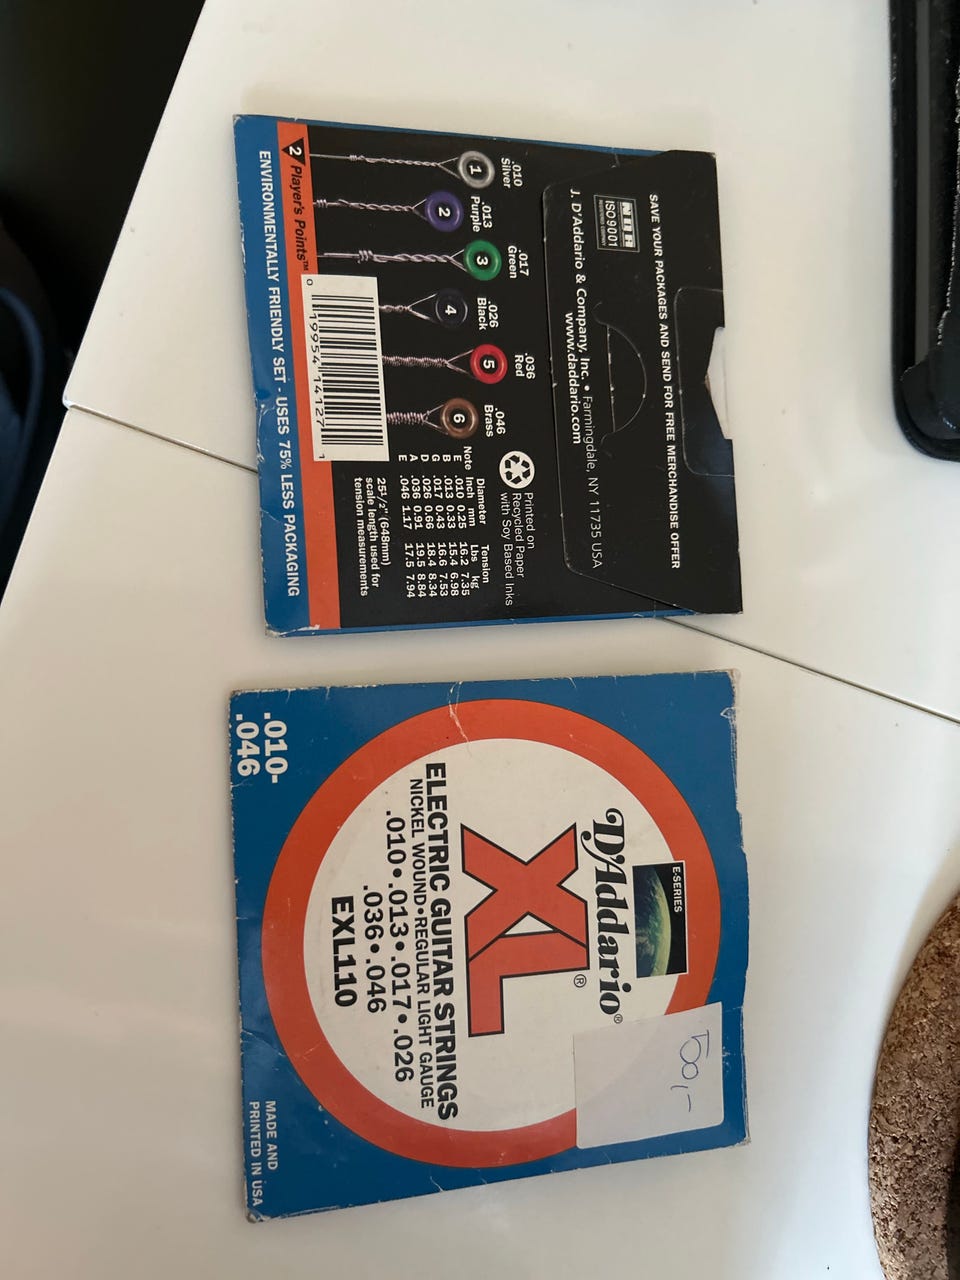 SAVE YOUR PACKAGES AND SEND FOR FREE MERCHANDISE OFFER
NQA
ISO 9001
J. D'Addario & Company, Inc. • Farmingdale, NY 11735 USA
www.daddario.com
.010
Silver
.013
Purple
.017
Green
.026
Black
.036
Red
.046
Brass
1
2
3
4
5
6
Printed on
Recycled Paper
with Soy Based Inks
Diameter Tension
Note Inch mm Lbs kg
E .010 0.25 16.2 7.35
B .013 0.33 15.4 6.98
G .017 0.43 16.6 7.53
D .026 0.66 18.4 8.34
A .036 0.91 19.5 8.84
E .046 1.17 17.5 7.94
25½" (648mm)
scale length used for
tension measurements
0 19954 14127 1
2 Player's Points™
ENVIRONMENTALLY FRIENDLY SET - USES 75% LESS PACKAGING
E-SERIES
D'Addario®
XL®
ELECTRIC GUITAR STRINGS
NICKEL WOUND • REGULAR LIGHT GAUGE
.010 • .013 • .017 • .026
.036 • .046
EXL110
.010-
.046
MADE AND
PRINTED IN USA
100,-